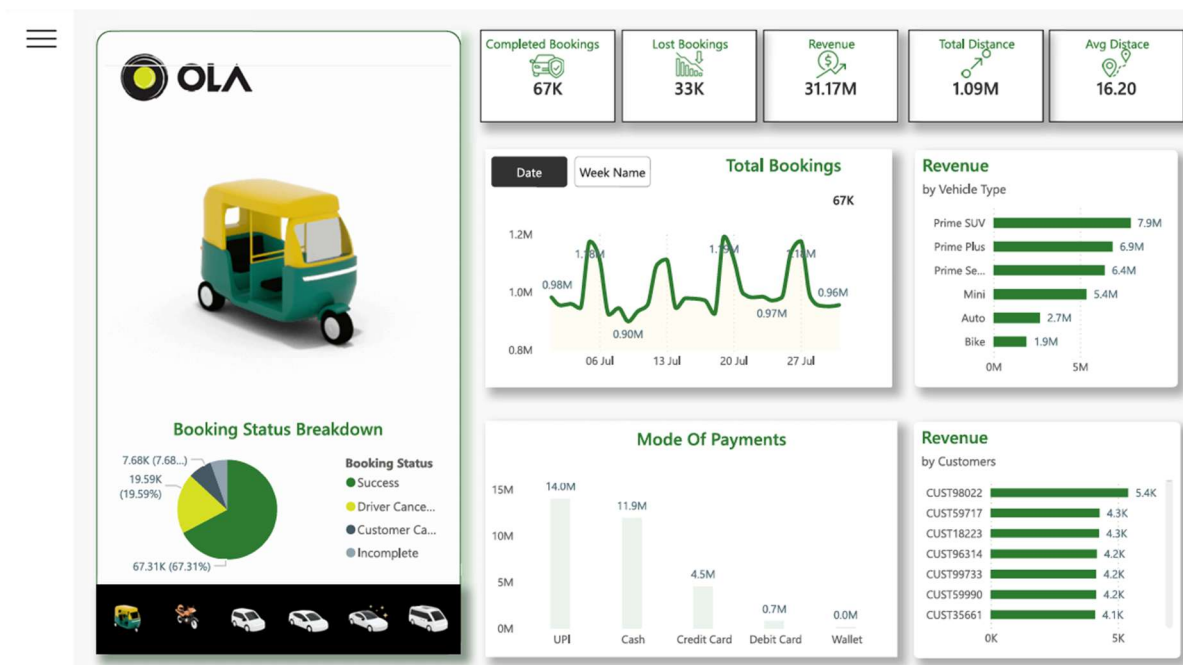 OLA
Completed Bookings
67K
Lost Bookings
33K
Revenue
31.17M
Total Distance
1.09M
Avg Distace
16.20
Date
Week Name
Total Bookings
67K
1.2M
1.0M
0.8M
0.98M
1.18M
0.90M
1.19M
0.97M
1.18M
0.96M
06 Jul
13 Jul
20 Jul
27 Jul
Revenue
by Vehicle Type
Prime SUV 7.9M
Prime Plus 6.9M
Prime Se... 6.4M
Mini 5.4M
Auto 2.7M
Bike 1.9M
0M 5M
Booking Status Breakdown
7.68K (7.68...)
19.59K
(19.59%)
67.31K (67.31%)
Booking Status
Success
Driver Cance...
Customer Ca...
Incomplete
Mode Of Payments
15M
10M
5M
0M
14.0M
11.9M
4.5M
0.7M
0.0M
UPI
Cash
Credit Card
Debit Card
Wallet
Revenue
by Customers
CUST98022 5.4K
CUST59717 4.3K
CUST18223 4.3K
CUST96314 4.2K
CUST99733 4.2K
CUST59990 4.2K
CUST35661 4.1K
0K 5K